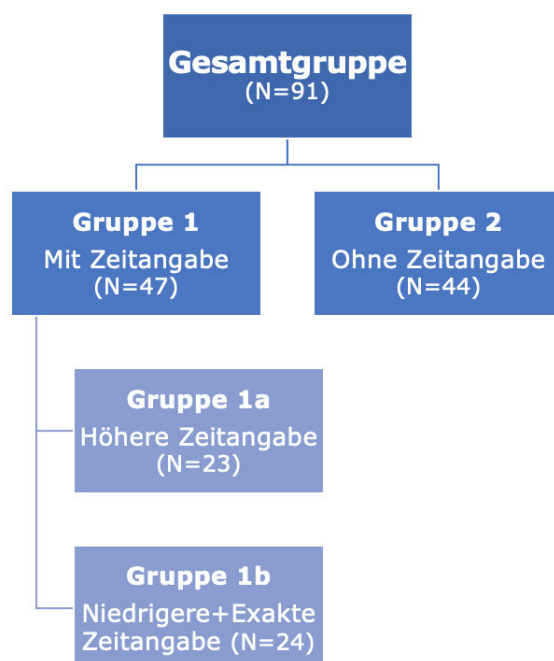 Gesamtgruppe
(N=91)
Gruppe 1
Mit Zeitangabe
(N=47)
Gruppe 2
Ohne Zeitangabe
(N=44)
Gruppe 1a
Höhere Zeitangabe
(N=23)
Gruppe 1b
Niedrigere+Exakte
Zeitangabe (N=24)